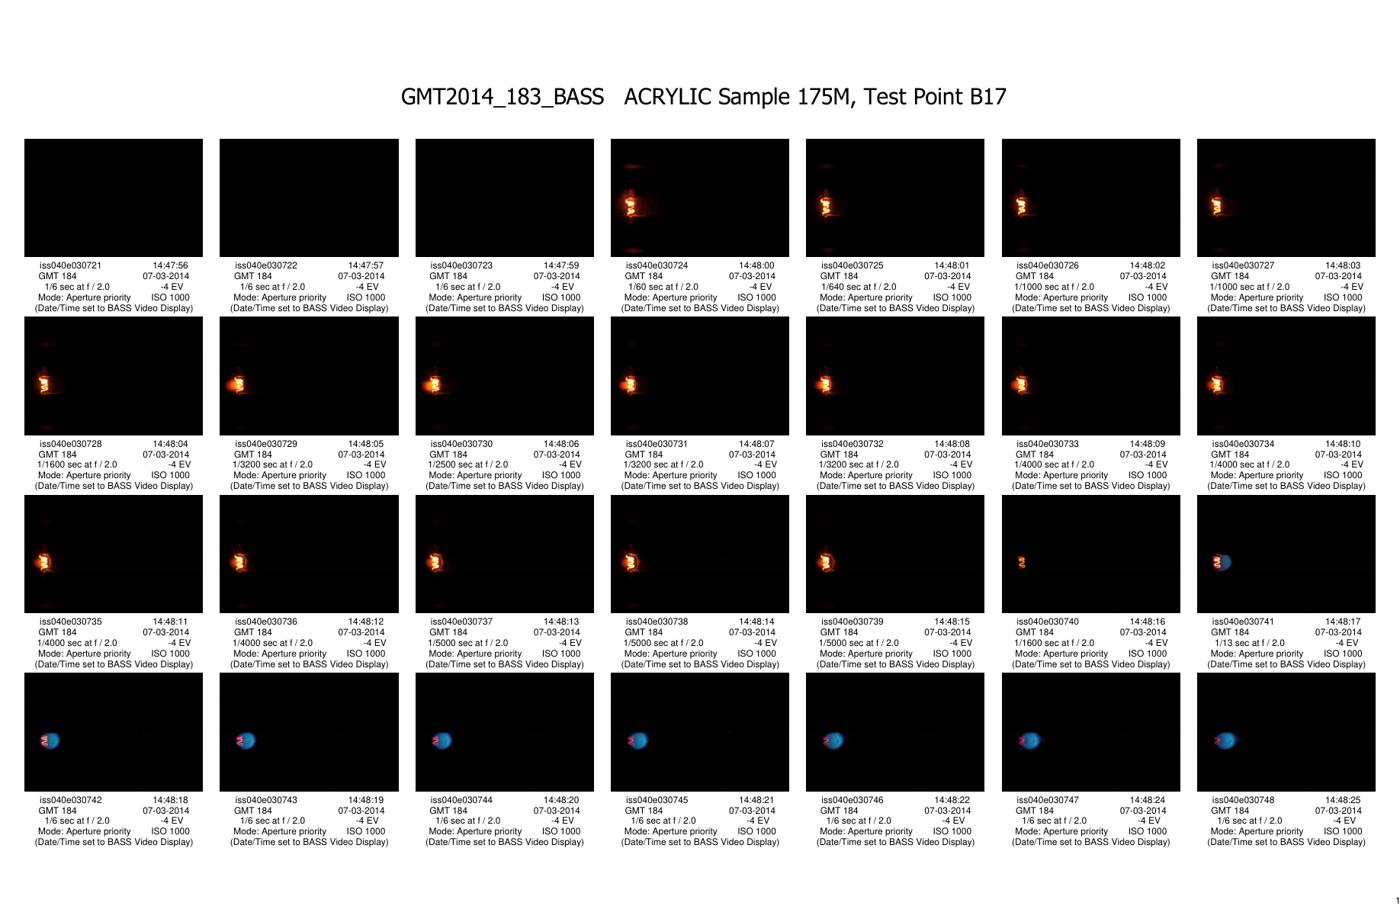 GMT2014_183_BASS ACRYLIC Sample 175M, Test Point B17
iss040e030721 14:47:56
GMT 184 07-03-2014
1/6 sec at f / 2.0 -4 EV
Mode: Aperture priority ISO 1000
(Date/Time set to BASS Video Display)
iss040e030722 14:47:57
GMT 184 07-03-2014
1/6 sec at f / 2.0 -4 EV
Mode: Aperture priority ISO 1000
(Date/Time set to BASS Video Display)
iss040e030723 14:47:59
GMT 184 07-03-2014
1/6 sec at f / 2.0 -4 EV
Mode: Aperture priority ISO 1000
(Date/Time set to BASS Video Display)
iss040e030724 14:48:00
GMT 184 07-03-2014
1/60 sec at f / 2.0 -4 EV
Mode: Aperture priority ISO 1000
(Date/Time set to BASS Video Display)
iss040e030725 14:48:01
GMT 184 07-03-2014
1/640 sec at f / 2.0 -4 EV
Mode: Aperture priority ISO 1000
(Date/Time set to BASS Video Display)
iss040e030726 14:48:02
GMT 184 07-03-2014
1/1000 sec at f / 2.0 -4 EV
Mode: Aperture priority ISO 1000
(Date/Time set to BASS Video Display)
iss040e030727 14:48:03
GMT 184 07-03-2014
1/1000 sec at f / 2.0 -4 EV
Mode: Aperture priority ISO 1000
(Date/Time set to BASS Video Display)
iss040e030728 14:48:04
GMT 184 07-03-2014
1/1600 sec at f / 2.0 -4 EV
Mode: Aperture priority ISO 1000
(Date/Time set to BASS Video Display)
iss040e030729 14:48:05
GMT 184 07-03-2014
1/3200 sec at f / 2.0 -4 EV
Mode: Aperture priority ISO 1000
(Date/Time set to BASS Video Display)
iss040e030730 14:48:06
GMT 184 07-03-2014
1/2500 sec at f / 2.0 -4 EV
Mode: Aperture priority ISO 1000
(Date/Time set to BASS Video Display)
iss040e030731 14:48:07
GMT 184 07-03-2014
1/3200 sec at f / 2.0 -4 EV
Mode: Aperture priority ISO 1000
(Date/Time set to BASS Video Display)
iss040e030732 14:48:08
GMT 184 07-03-2014
1/3200 sec at f / 2.0 -4 EV
Mode: Aperture priority ISO 1000
(Date/Time set to BASS Video Display)
iss040e030733 14:48:09
GMT 184 07-03-2014
1/4000 sec at f / 2.0 -4 EV
Mode: Aperture priority ISO 1000
(Date/Time set to BASS Video Display)
iss040e030734 14:48:10
GMT 184 07-03-2014
1/4000 sec at f / 2.0 -4 EV
Mode: Aperture priority ISO 1000
(Date/Time set to BASS Video Display)
iss040e030735 14:48:11
GMT 184 07-03-2014
1/4000 sec at f / 2.0 -4 EV
Mode: Aperture priority ISO 1000
(Date/Time set to BASS Video Display)
iss040e030736 14:48:12
GMT 184 07-03-2014
1/4000 sec at f / 2.0 -4 EV
Mode: Aperture priority ISO 1000
(Date/Time set to BASS Video Display)
iss040e030737 14:48:13
GMT 184 07-03-2014
1/5000 sec at f / 2.0 -4 EV
Mode: Aperture priority ISO 1000
(Date/Time set to BASS Video Display)
iss040e030738 14:48:14
GMT 184 07-03-2014
1/5000 sec at f / 2.0 -4 EV
Mode: Aperture priority ISO 1000
(Date/Time set to BASS Video Display)
iss040e030739 14:48:15
GMT 184 07-03-2014
1/5000 sec at f / 2.0 -4 EV
Mode: Aperture priority ISO 1000
(Date/Time set to BASS Video Display)
iss040e030740 14:48:16
GMT 184 07-03-2014
1/1600 sec at f / 2.0 -4 EV
Mode: Aperture priority ISO 1000
(Date/Time set to BASS Video Display)
iss040e030741 14:48:17
GMT 184 07-03-2014
1/13 sec at f / 2.0 -4 EV
Mode: Aperture priority ISO 1000
(Date/Time set to BASS Video Display)
iss040e030742 14:48:18
GMT 184 07-03-2014
1/6 sec at f / 2.0 -4 EV
Mode: Aperture priority ISO 1000
(Date/Time set to BASS Video Display)
iss040e030743 14:48:19
GMT 184 07-03-2014
1/6 sec at f / 2.0 -4 EV
Mode: Aperture priority ISO 1000
(Date/Time set to BASS Video Display)
iss040e030744 14:48:20
GMT 184 07-03-2014
1/6 sec at f / 2.0 -4 EV
Mode: Aperture priority ISO 1000
(Date/Time set to BASS Video Display)
iss040e030745 14:48:21
GMT 184 07-03-2014
1/6 sec at f / 2.0 -4 EV
Mode: Aperture priority ISO 1000
(Date/Time set to BASS Video Display)
iss040e030746 14:48:22
GMT 184 07-03-2014
1/6 sec at f / 2.0 -4 EV
Mode: Aperture priority ISO 1000
(Date/Time set to BASS Video Display)
iss040e030747 14:48:24
GMT 184 07-03-2014
1/6 sec at f / 2.0 -4 EV
Mode: Aperture priority ISO 1000
(Date/Time set to BASS Video Display)
iss040e030748 14:48:25
GMT 184 07-03-2014
1/6 sec at f / 2.0 -4 EV
Mode: Aperture priority ISO 1000
(Date/Time set to BASS Video Display)